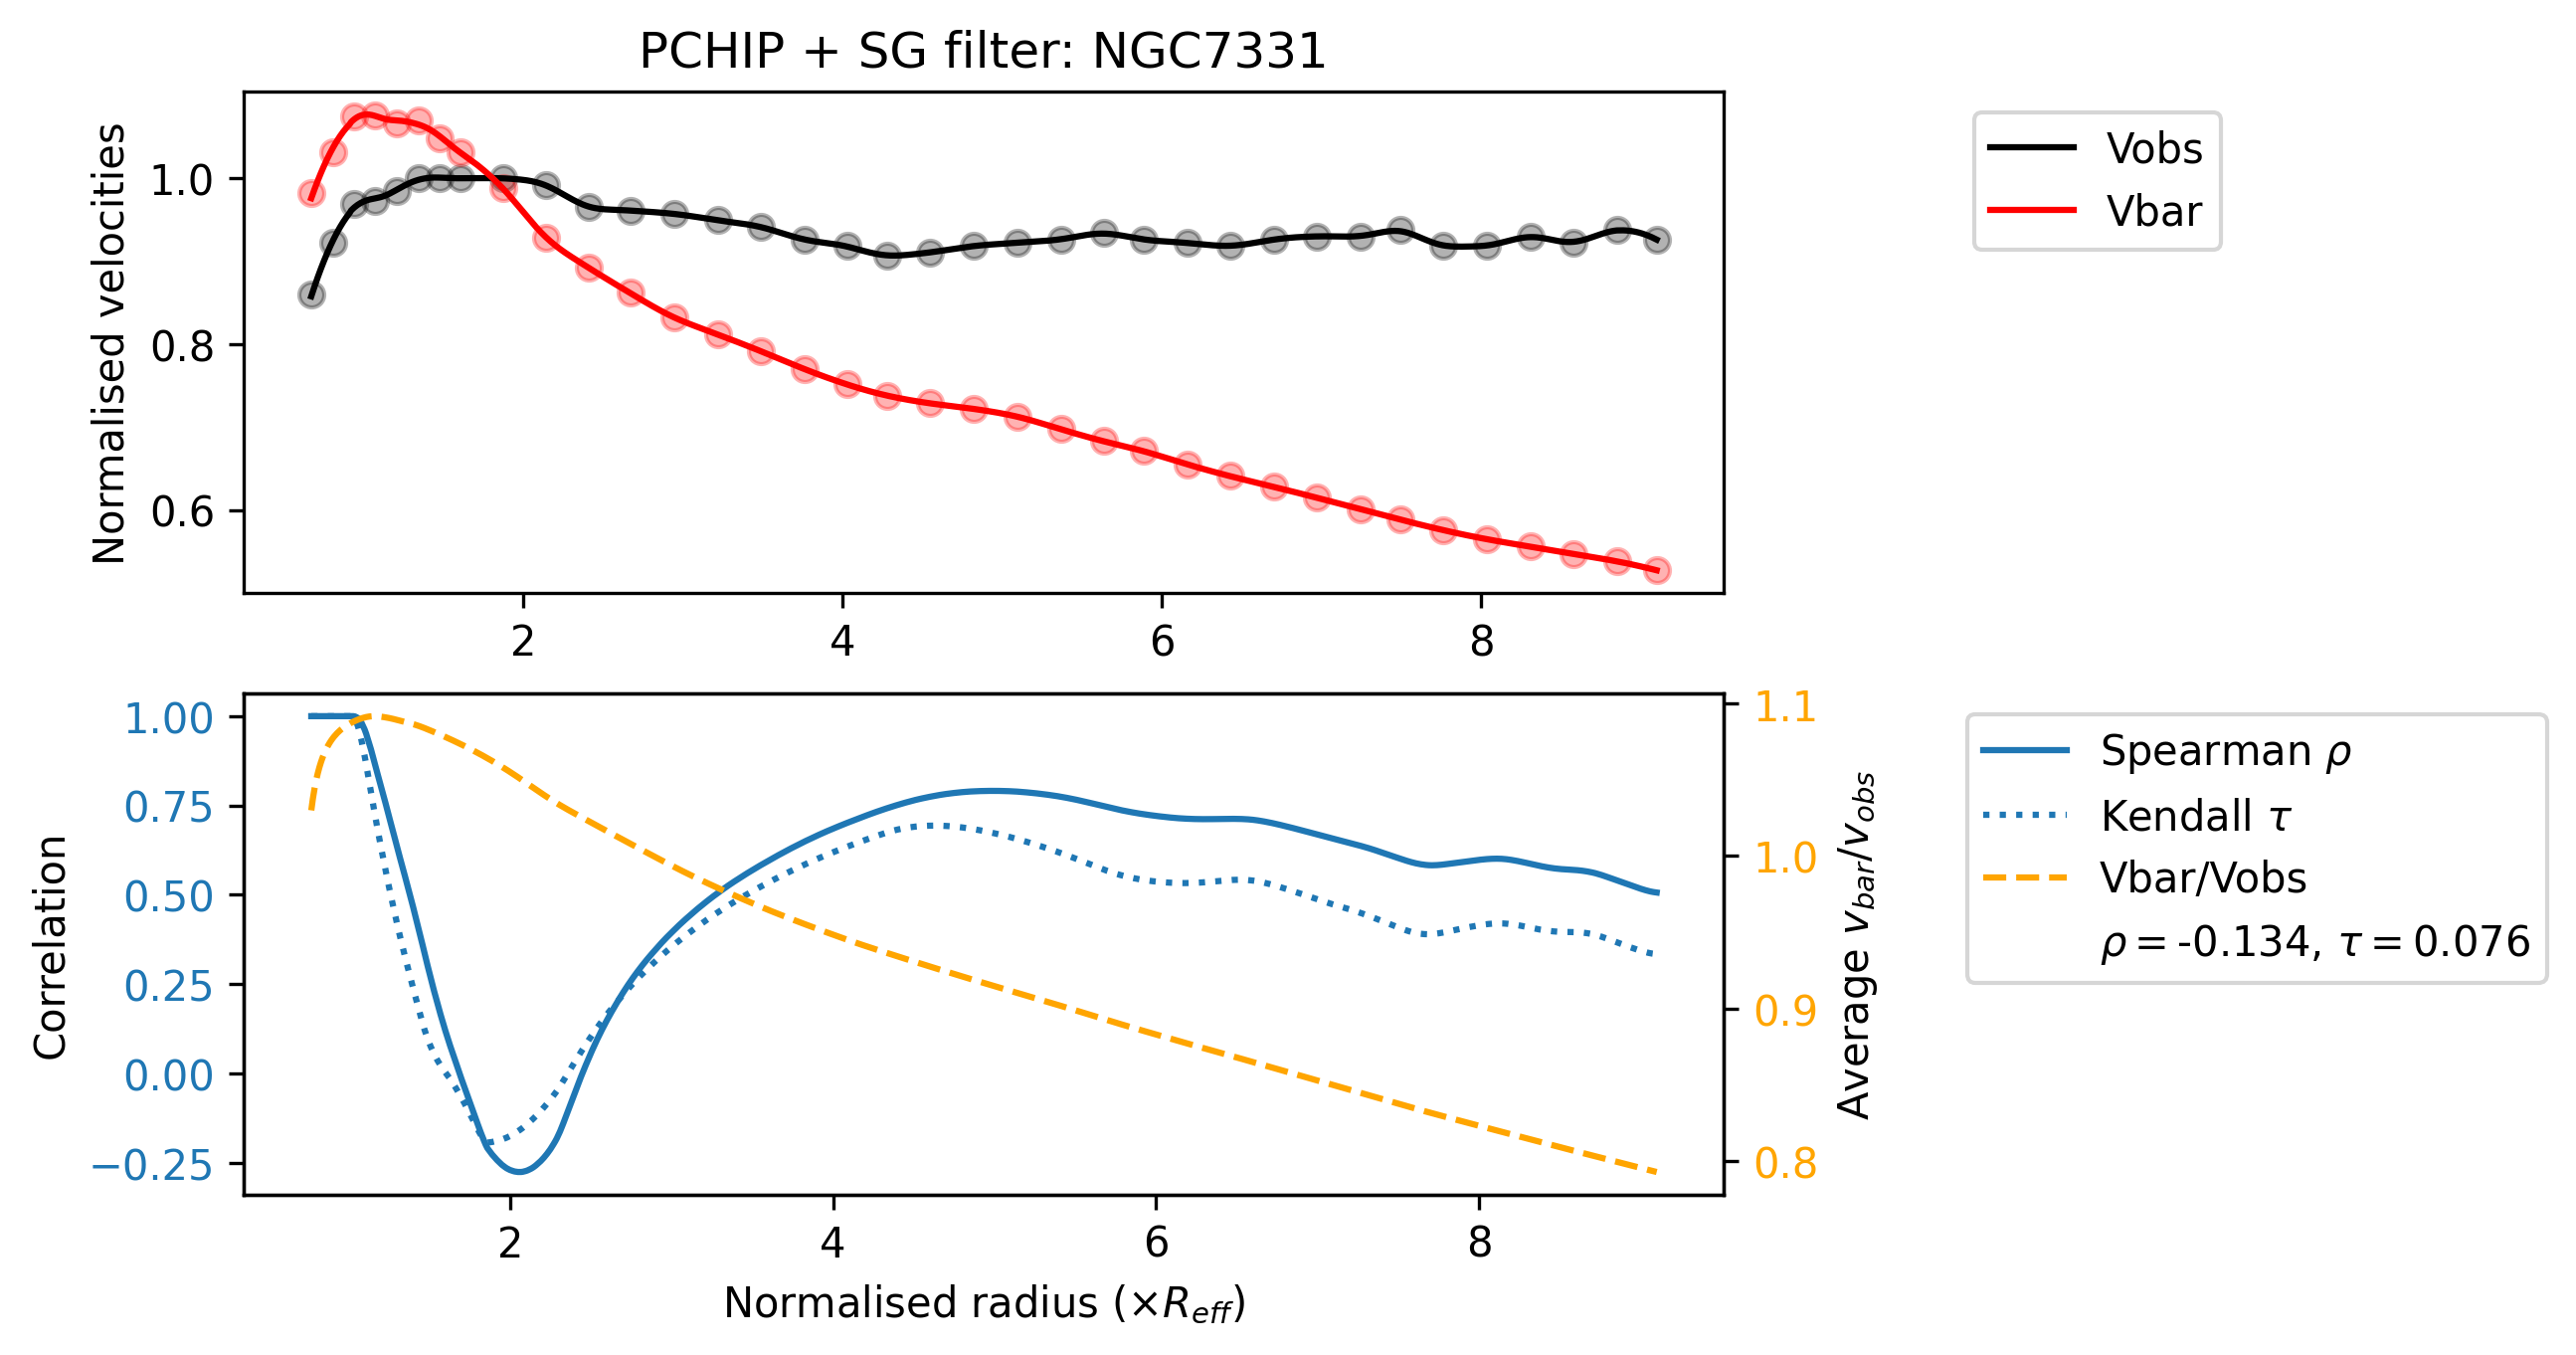 PCHIP + SG filter: NGC7331
Normalised velocities
1.0
0.8
0.6
2 4 6 8
Vobs
Vbar
Correlation
1.00
0.75
0.50
0.25
0.00
−0.25
2 4 6 8
Normalised radius (×R_eff)
1.1
1.0
0.9
0.8
Average v_bar/v_obs
Spearman ρ
Kendall τ
Vbar/Vobs
ρ = -0.134, τ = 0.076